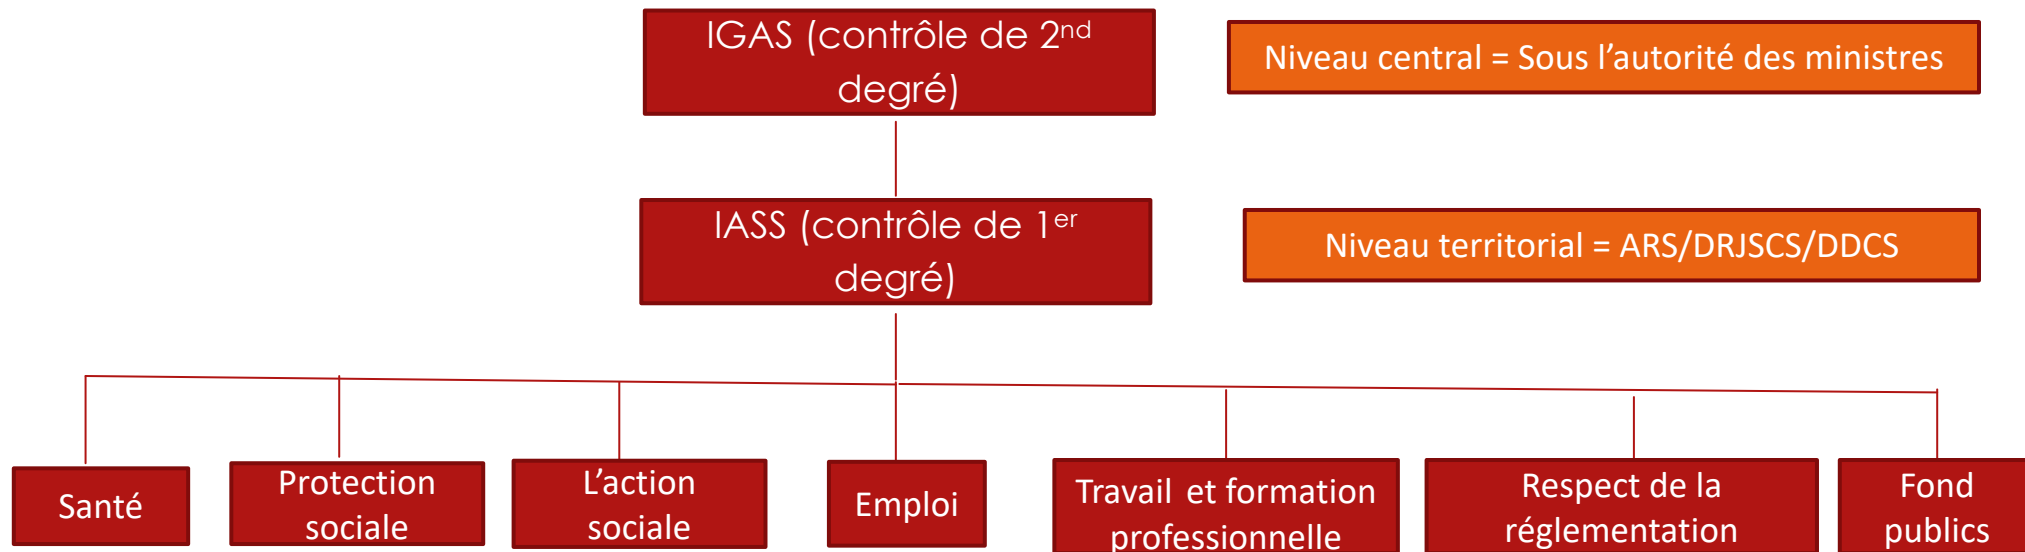 IGAS (contrôle de 2nd
degré)
Niveau central = Sous l'autorité des ministres
IASS (contrôle de 1er
degré)
Niveau territorial = ARS/DRJSCS/DDCS
Santé
Protection
sociale
L'action
sociale
Emploi
Travail et formation
professionnelle
Respect de la
réglementation
Fond
publics